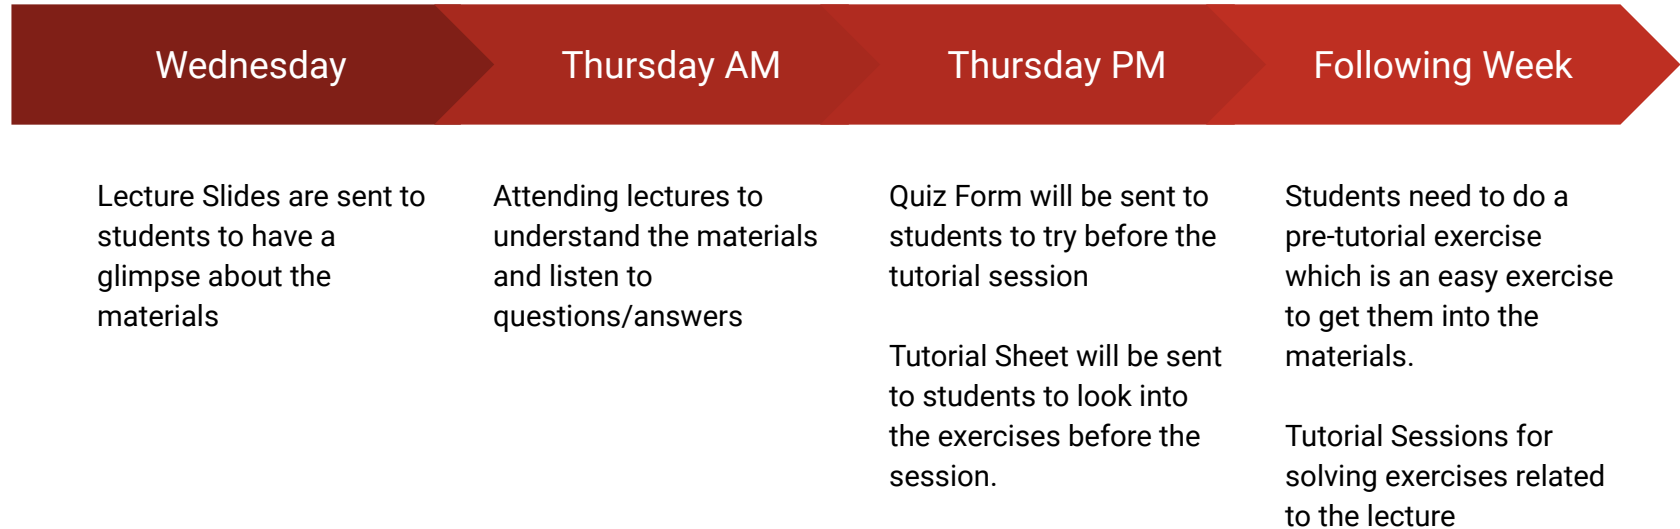 Wednesday
Thursday AM
Thursday PM
Following Week
Lecture Slides are sent to
students to have a
glimpse about the
materials
Attending lectures to
understand the materials
and listen to
questions/answers
Quiz Form will be sent to
students to try before the
tutorial session
Tutorial Sheet will be sent
to students to look into
the exercises before the
session.
Students need to do a
pre-tutorial exercise
which is an easy exercise
to get them into the
materials.
Tutorial Sessions for
solving exercises related
to the lecture